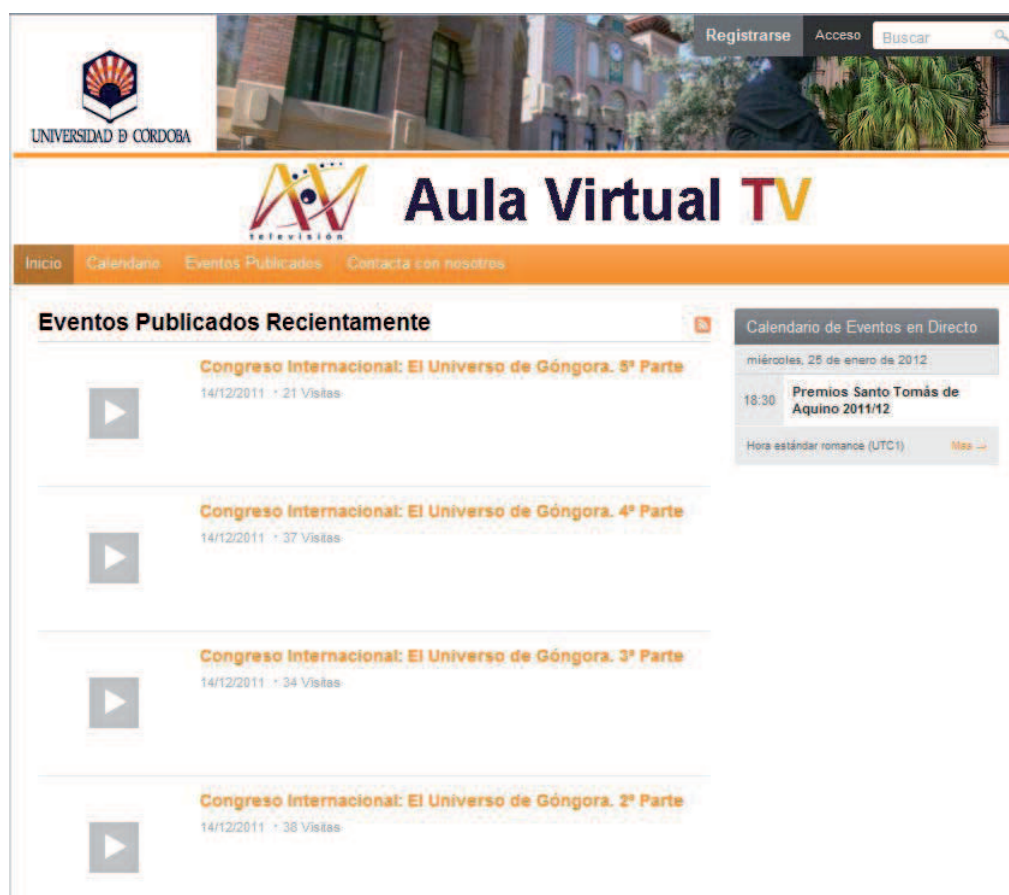 Registrarse Acceso Buscar
UNIVERSIDAD Đ CORDOBA
televisión
Aula Virtual TV
Inicio Calendario Eventos Publicados Contacta con nosotros
Eventos Publicados Recientamente
Congreso Internacional: El Universo de Góngora. 5ª Parte
14/12/2011 · 21 Visitas
Congreso Internacional: El Universo de Góngora. 4ª Parte
14/12/2011 · 37 Visitas
Congreso Internacional: El Universo de Góngora. 3ª Parte
14/12/2011 · 34 Visitas
Congreso Internacional: El Universo de Góngora. 2ª Parte
14/12/2011 · 38 Visitas
Calendario de Eventos en Directo
miércoles, 25 de enero de 2012
18:30 Premios Santo Tomás de
Aquino 2011/12
Hora estándar romance (UTC1) Mas →